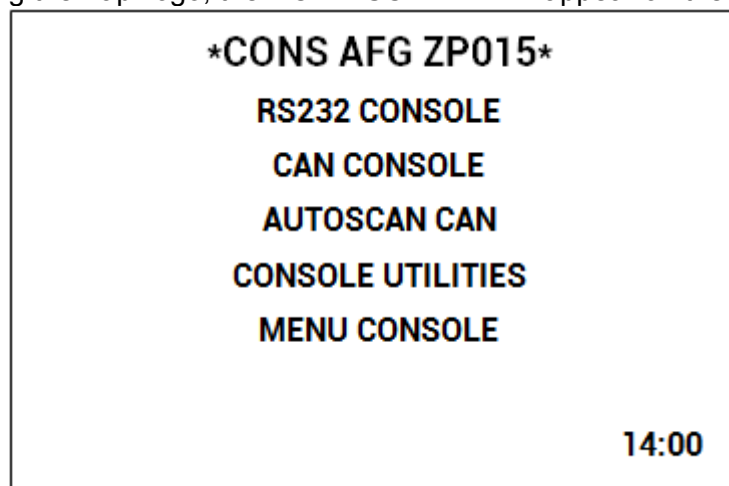 *CONS AFG ZP015*
RS232 CONSOLE
CAN CONSOLE
AUTOSCAN CAN
CONSOLE UTILITIES
MENU CONSOLE
14:00